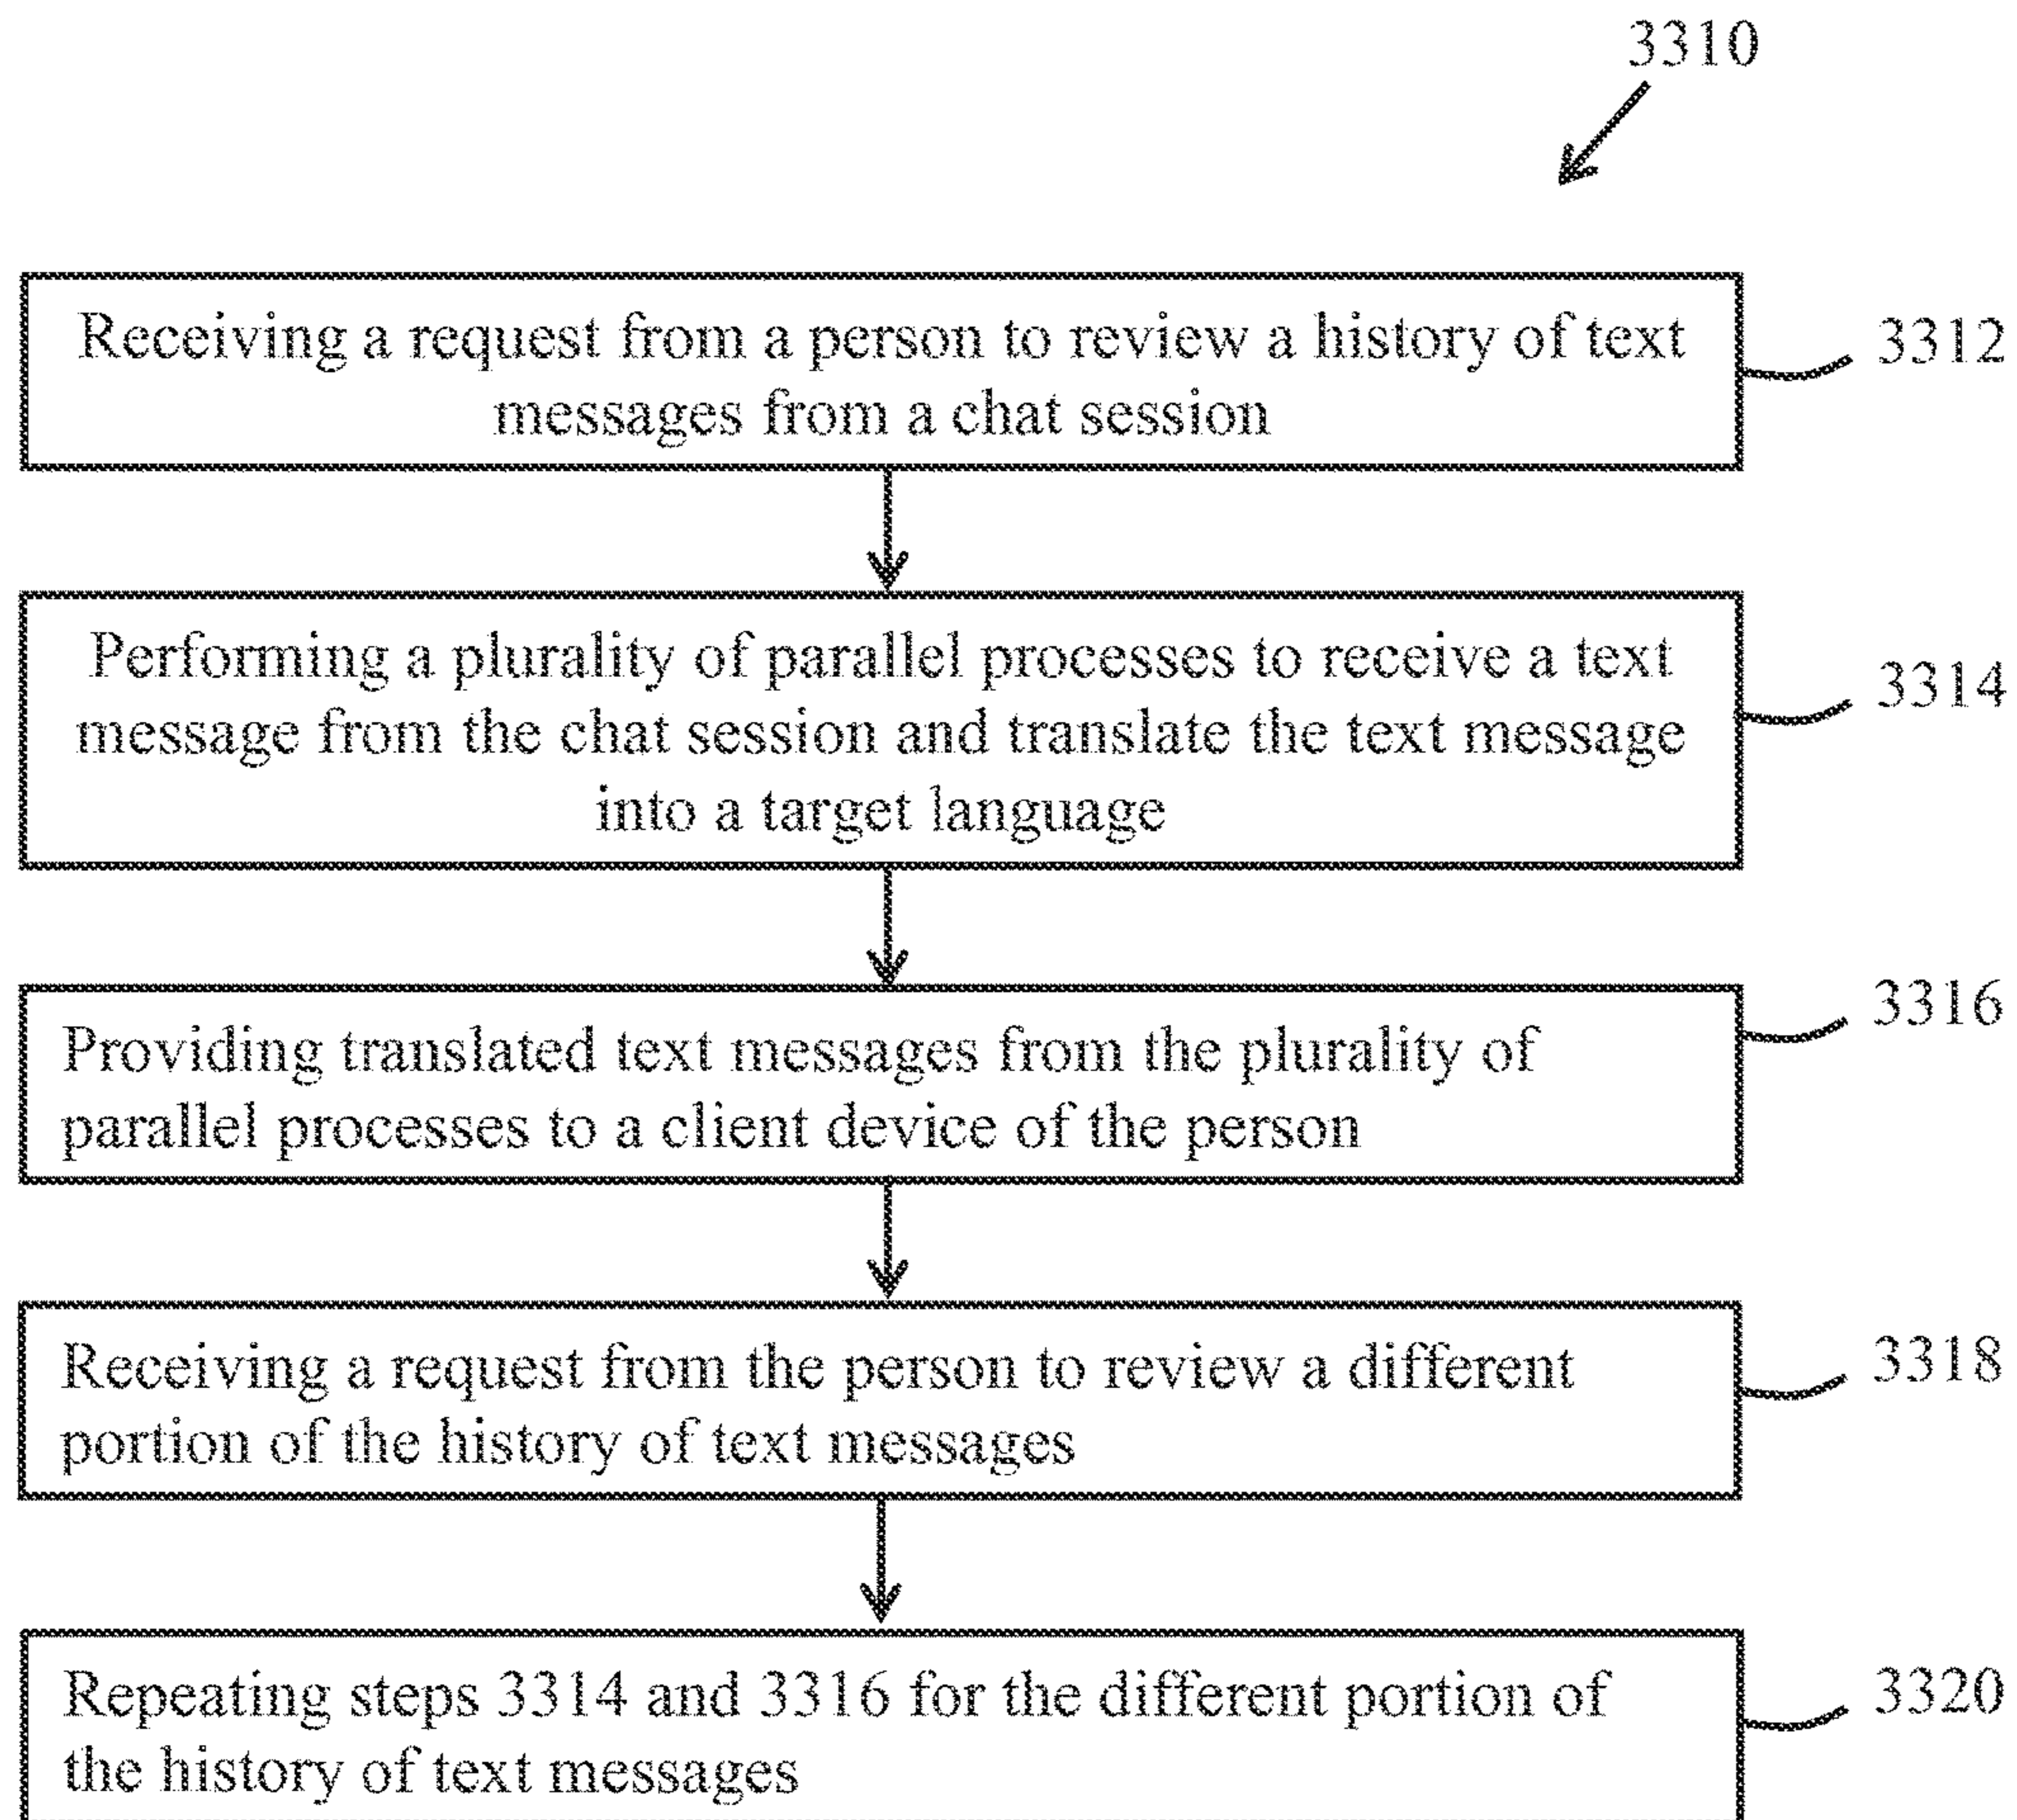 3310
Receiving a request from a person to review a history of text
messages from a chat session
3312
Performing a plurality of parallel processes to receive a text
message from the chat session and translate the text message
into a target language
3314
Providing translated text messages from the plurality of
parallel processes to a client device of the person
3316
Receiving a request from the person to review a different
portion of the history of text messages
3318
Repeating steps 3314 and 3316 for the different portion of
the history of text messages
3320